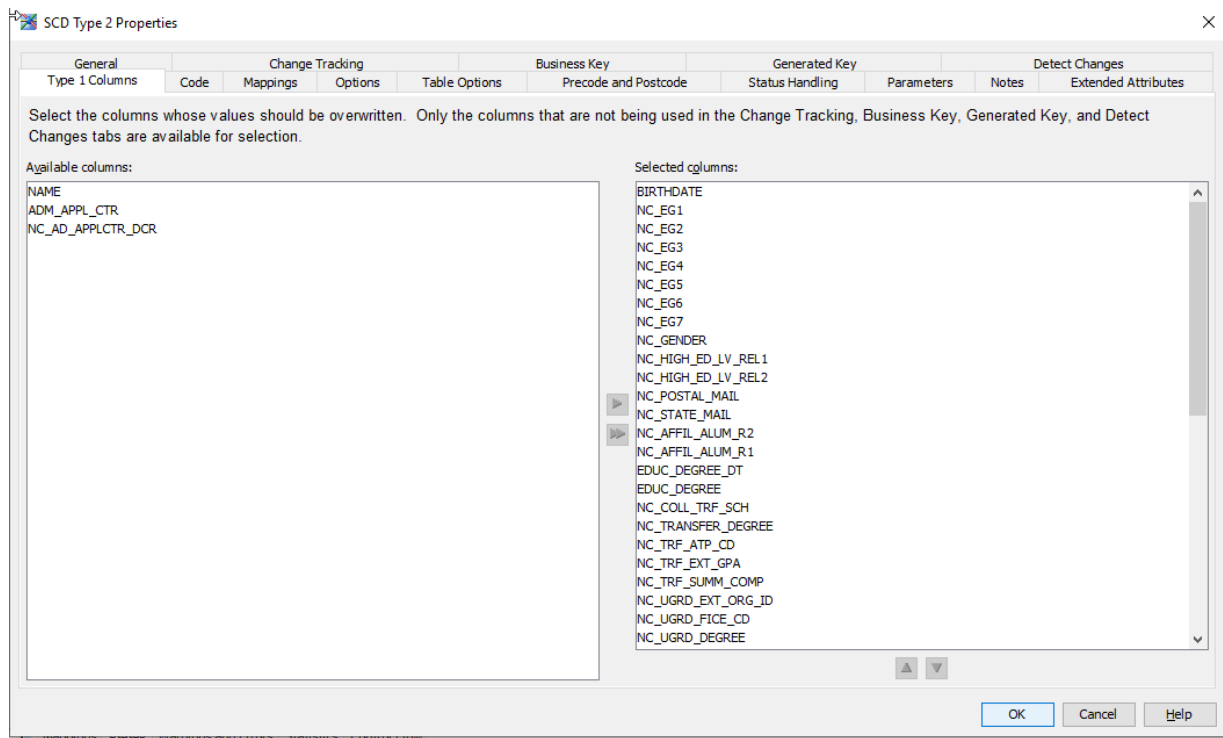 SCD Type 2 Properties
General Change Tracking Business Key Generated Key Detect Changes
Type 1 Columns Code Mappings Options Table Options Precode and Postcode Status Handling Parameters Notes Extended Attributes
Select the columns whose values should be overwritten. Only the columns that are not being used in the Change Tracking, Business Key, Generated Key, and Detect
Changes tabs are available for selection.
Available columns:
NAME
ADM_APPL_CTR
NC_AD_APPLCTR_DCR
Selected columns:
BIRTHDATE
NC_EG1
NC_EG2
NC_EG3
NC_EG4
NC_EG5
NC_EG6
NC_EG7
NC_GENDER
NC_HIGH_ED_LV_REL1
NC_HIGH_ED_LV_REL2
NC_POSTAL_MAIL
NC_STATE_MAIL
NC_AFFIL_ALUM_R2
NC_AFFIL_ALUM_R1
EDUC_DEGREE_DT
EDUC_DEGREE
NC_COLL_TRF_SCH
NC_TRANSFER_DEGREE
NC_TRF_ATP_CD
NC_TRF_EXT_GPA
NC_TRF_SUMM_COMP
NC_UGRD_EXT_ORG_ID
NC_UGRD_FICE_CD
NC_UGRD_DEGREE
OK Cancel Help